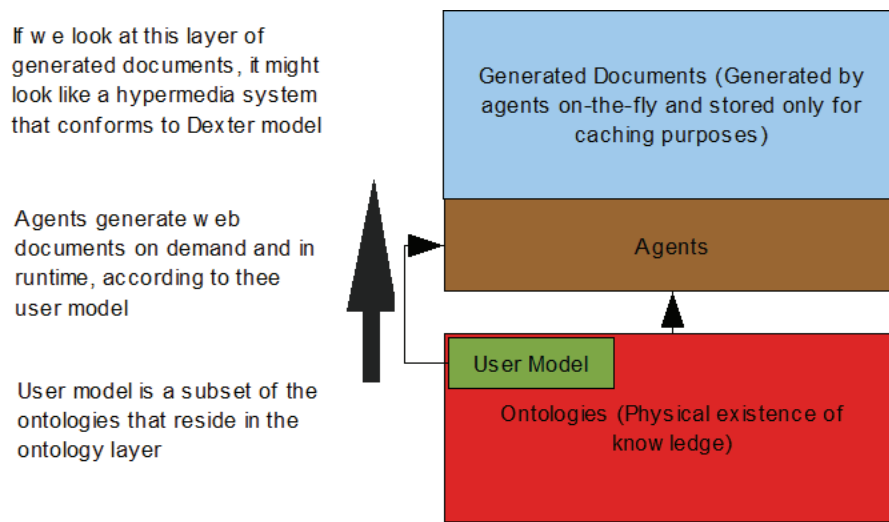 If we look at this layer of
generated documents, it might
look like a hypermedia system
that conforms to Dexter model
Generated Documents (Generated by
agents on-the-fly and stored only for
caching purposes)
Agents generate web
documents on demand and in
runtime, according to thee
user model
Agents
User model is a subset of the
ontologies that reside in the
ontology layer
User Model
Ontologies (Physical existence of
knowledge)